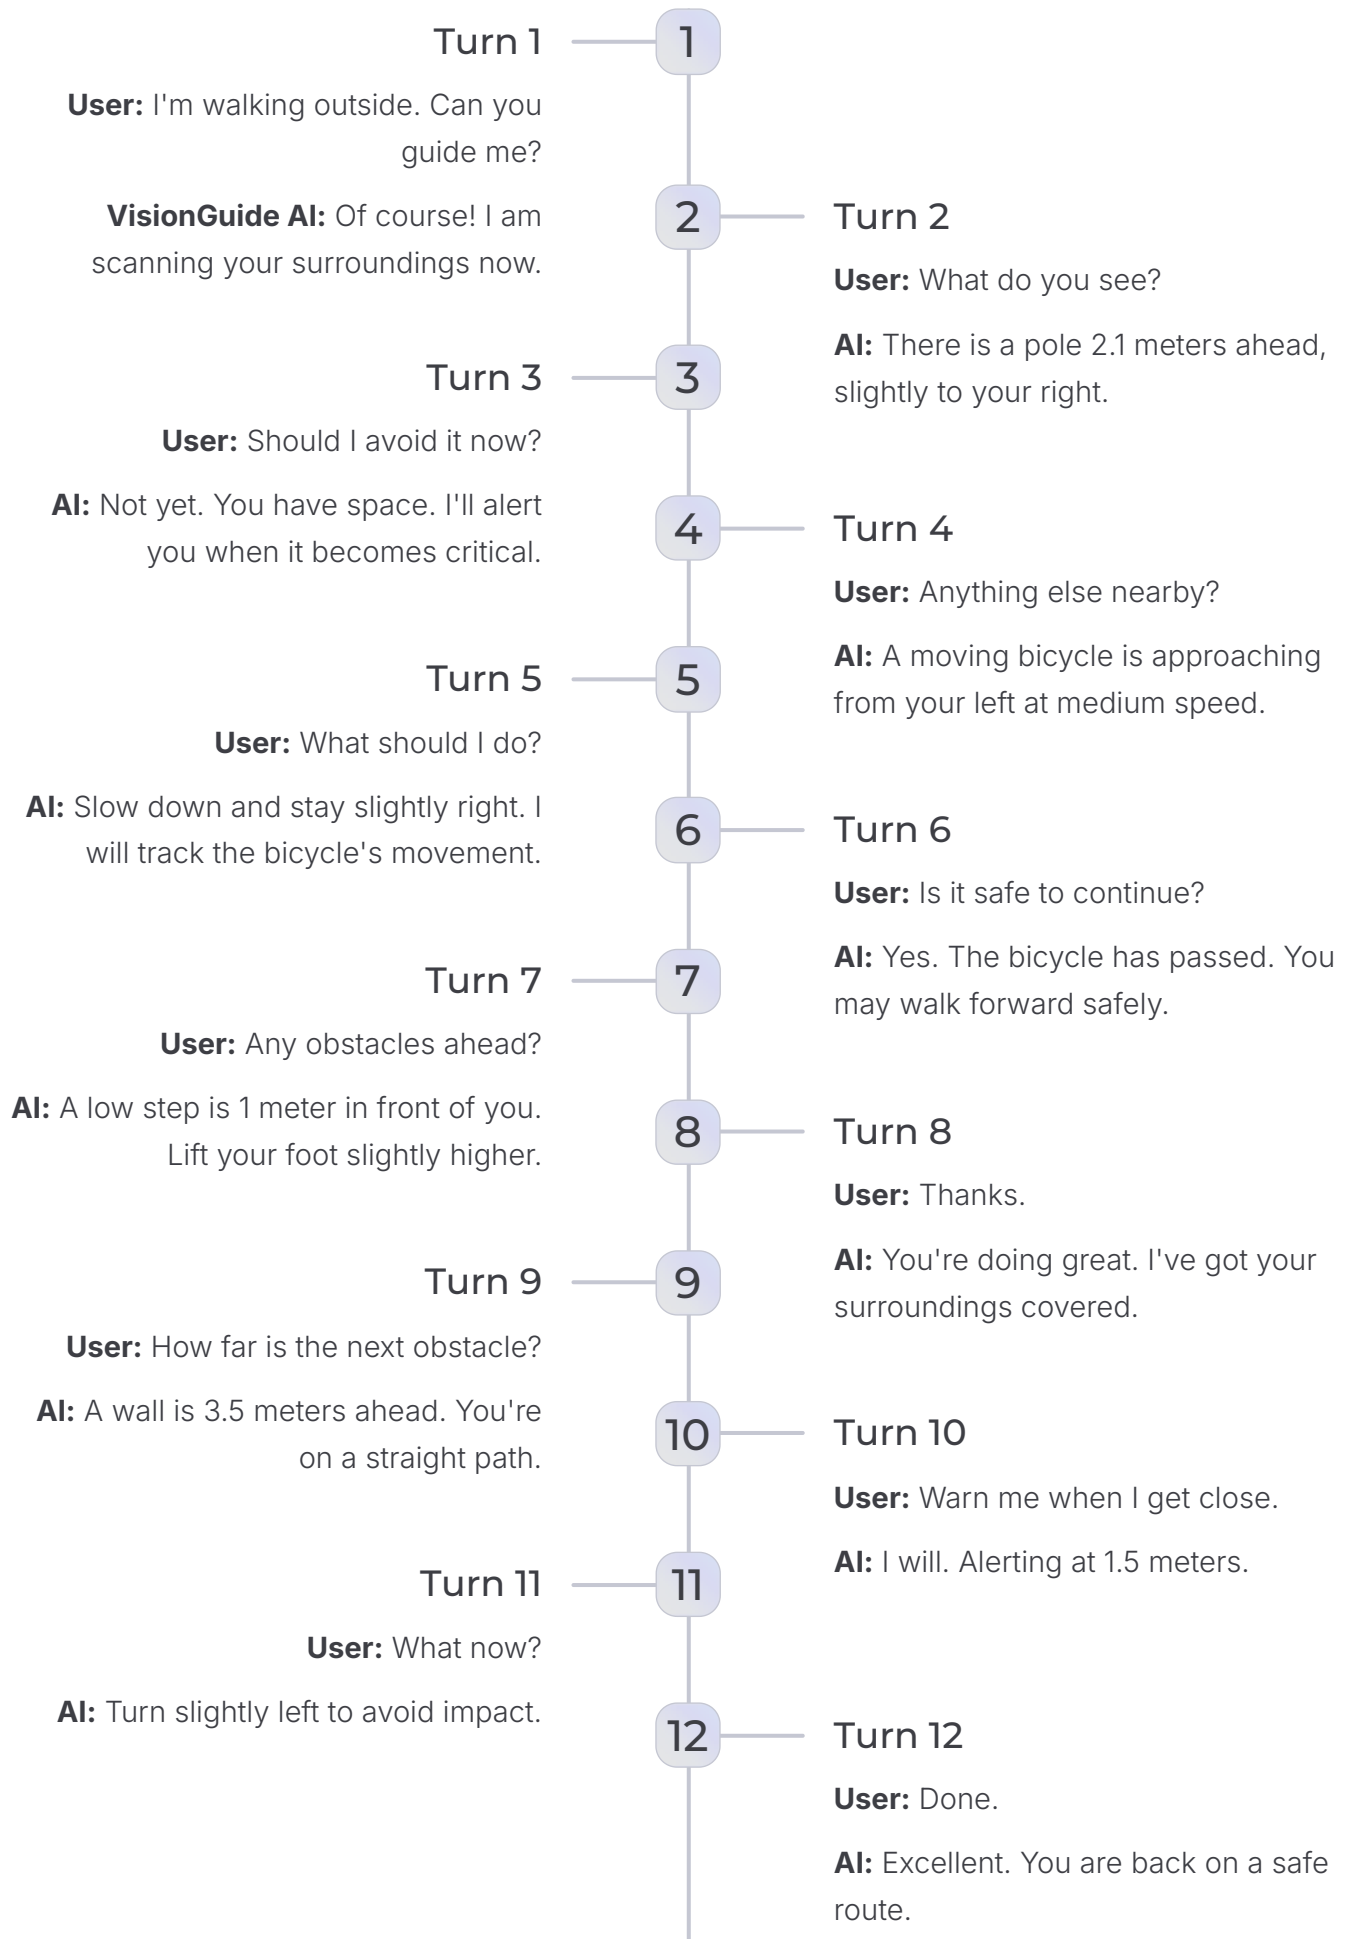 Turn 1
1
User: I'm walking outside. Can you
guide me?
VisionGuide AI: Of course! I am
scanning your surroundings now.
2
Turn 2
User: What do you see?
AI: There is a pole 2.1 meters ahead,
slightly to your right.
Turn 3
3
User: Should I avoid it now?
AI: Not yet. You have space. I'll alert
you when it becomes critical.
4
Turn 4
User: Anything else nearby?
AI: A moving bicycle is approaching
from your left at medium speed.
Turn 5
5
User: What should I do?
AI: Slow down and stay slightly right. I
will track the bicycle's movement.
6
Turn 6
User: Is it safe to continue?
AI: Yes. The bicycle has passed. You
may walk forward safely.
Turn 7
7
User: Any obstacles ahead?
AI: A low step is 1 meter in front of you.
Lift your foot slightly higher.
8
Turn 8
User: Thanks.
AI: You're doing great. I've got your
surroundings covered.
Turn 9
9
User: How far is the next obstacle?
AI: A wall is 3.5 meters ahead. You're
on a straight path.
10
Turn 10
User: Warn me when I get close.
AI: I will. Alerting at 1.5 meters.
Turn 11
11
User: What now?
AI: Turn slightly left to avoid impact.
12
Turn 12
User: Done.
AI: Excellent. You are back on a safe
route.